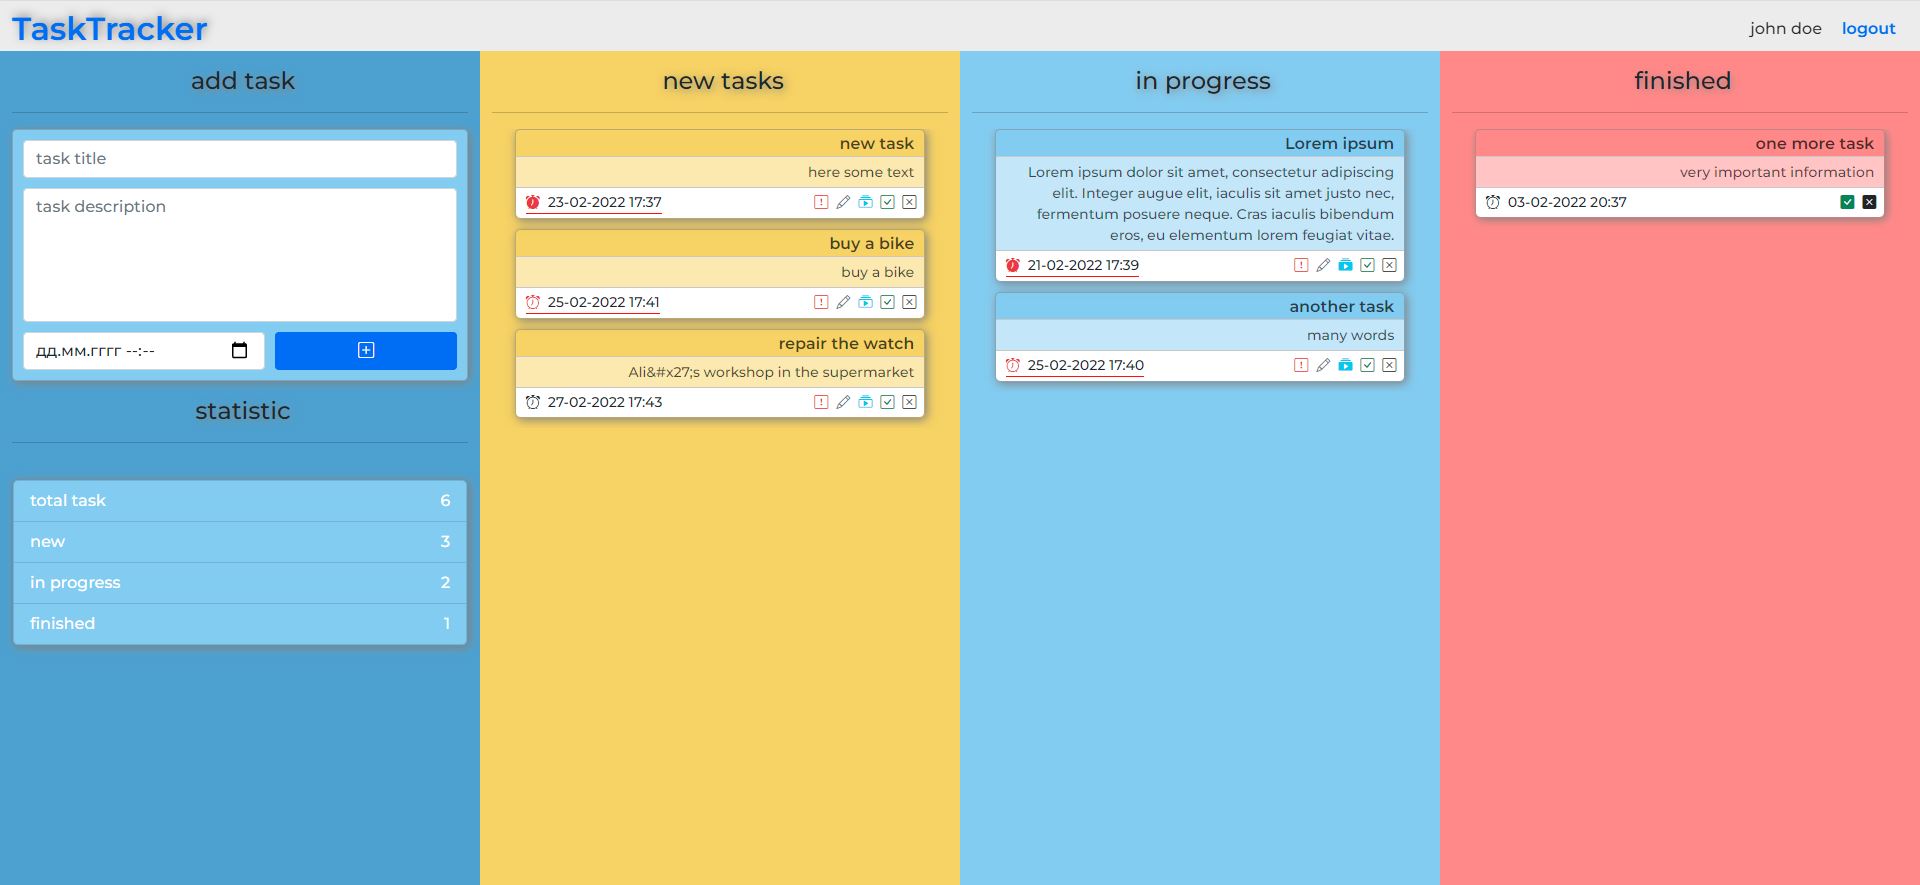 TaskTracker
john doe logout
add task
task title
task description
дд.мм.гггг --:--
statistic
total task 6
new 3
in progress 2
finished 1
new tasks
new task
here some text
23-02-2022 17:37
buy a bike
buy a bike
25-02-2022 17:41
repair the watch
Ali&#x27;s workshop in the supermarket
27-02-2022 17:43
in progress
Lorem ipsum
Lorem ipsum dolor sit amet, consectetur adipiscing
elit. Integer augue elit, iaculis sit amet justo nec,
fermentum posuere neque. Cras iaculis bibendum
eros, eu elementum lorem feugiat vitae.
21-02-2022 17:39
another task
many words
25-02-2022 17:40
finished
one more task
very important information
03-02-2022 20:37